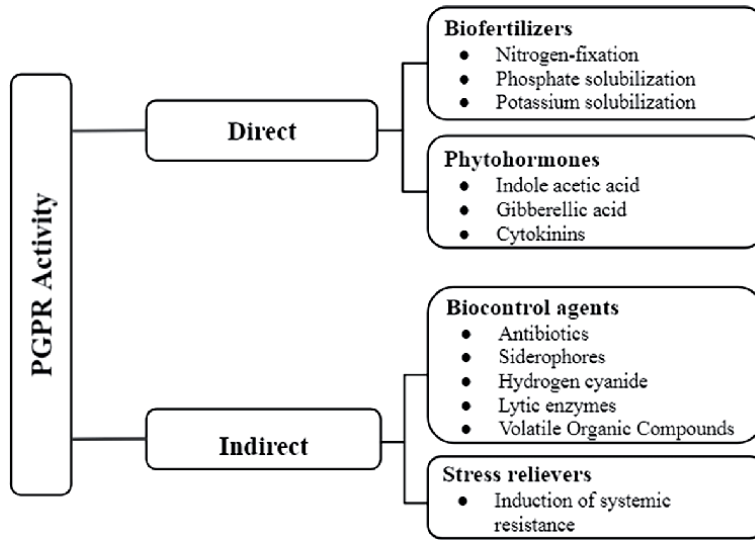 PGPR Activity
Direct
Biofertilizers
● Nitrogen-fixation
● Phosphate solubilization
● Potassium solubilization
Phytohormones
● Indole acetic acid
● Gibberellic acid
● Cytokinins
Indirect
Biocontrol agents
● Antibiotics
● Siderophores
● Hydrogen cyanide
● Lytic enzymes
● Volatile Organic Compounds
Stress relievers
● Induction of systemic
resistance